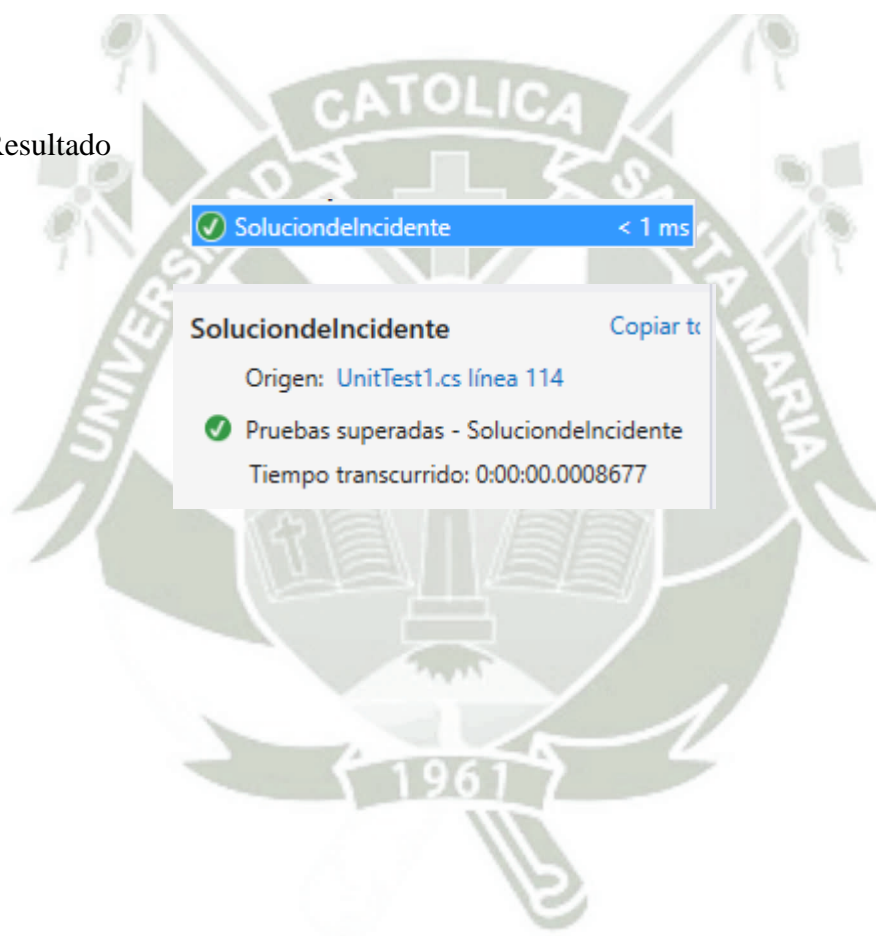 Resultado
SoluciondeIncidente < 1 ms
SoluciondeIncidente Copiar
Origen: UnitTest1.cs línea 114
Pruebas superadas - SoluciondeIncidente
Tiempo transcurrido: 0:00:00.0008677
UNIVERSIDAD CATOLICA SANTA MARIA
1961